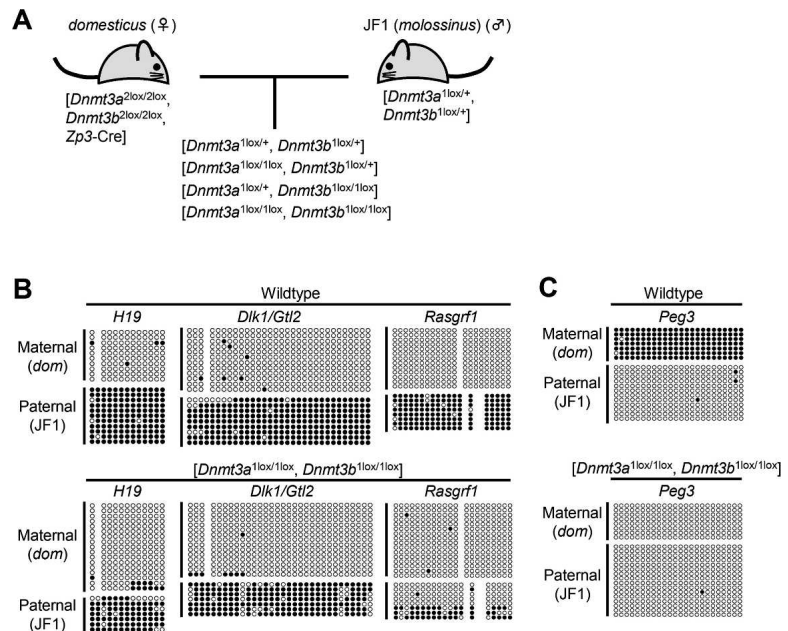 A
domesticus (♀)
JF1 (molossinus) (♂)
[Dnmt3a2lox/2lox,
Dnmt3b2lox/2lox,
Zp3-Cre]
[Dnmt3a1lox/+,
Dnmt3b1lox/+]
[Dnmt3a1lox/+, Dnmt3b1lox/+]
[Dnmt3a1lox/1lox, Dnmt3b1lox/+]
[Dnmt3a1lox/+, Dnmt3b1lox/1lox]
[Dnmt3a1lox/1lox, Dnmt3b1lox/1lox]
B
Wildtype
H19 Dlk1/Gtl2 Rasgrf1
Maternal
(dom)
Paternal
(JF1)
[Dnmt3a1lox/1lox, Dnmt3b1lox/1lox]
H19 Dlk1/Gtl2 Rasgrf1
Maternal
(dom)
Paternal
(JF1)
C
Wildtype
Peg3
Maternal
(dom)
Paternal
(JF1)
[Dnmt3a1lox/1lox, Dnmt3b1lox/1lox]
Peg3
Maternal
(dom)
Paternal
(JF1)